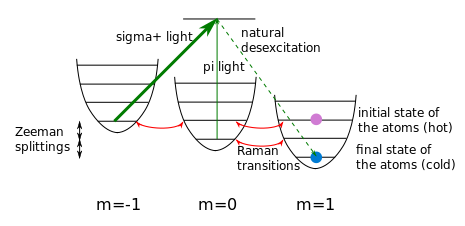 sigma+ light
natural
desexcitation
pi light
initial state of
the atoms (hot)
Zeeman
splittings
final state of
the atoms (cold)
Raman
transitions
m=-1
m=0
m=1